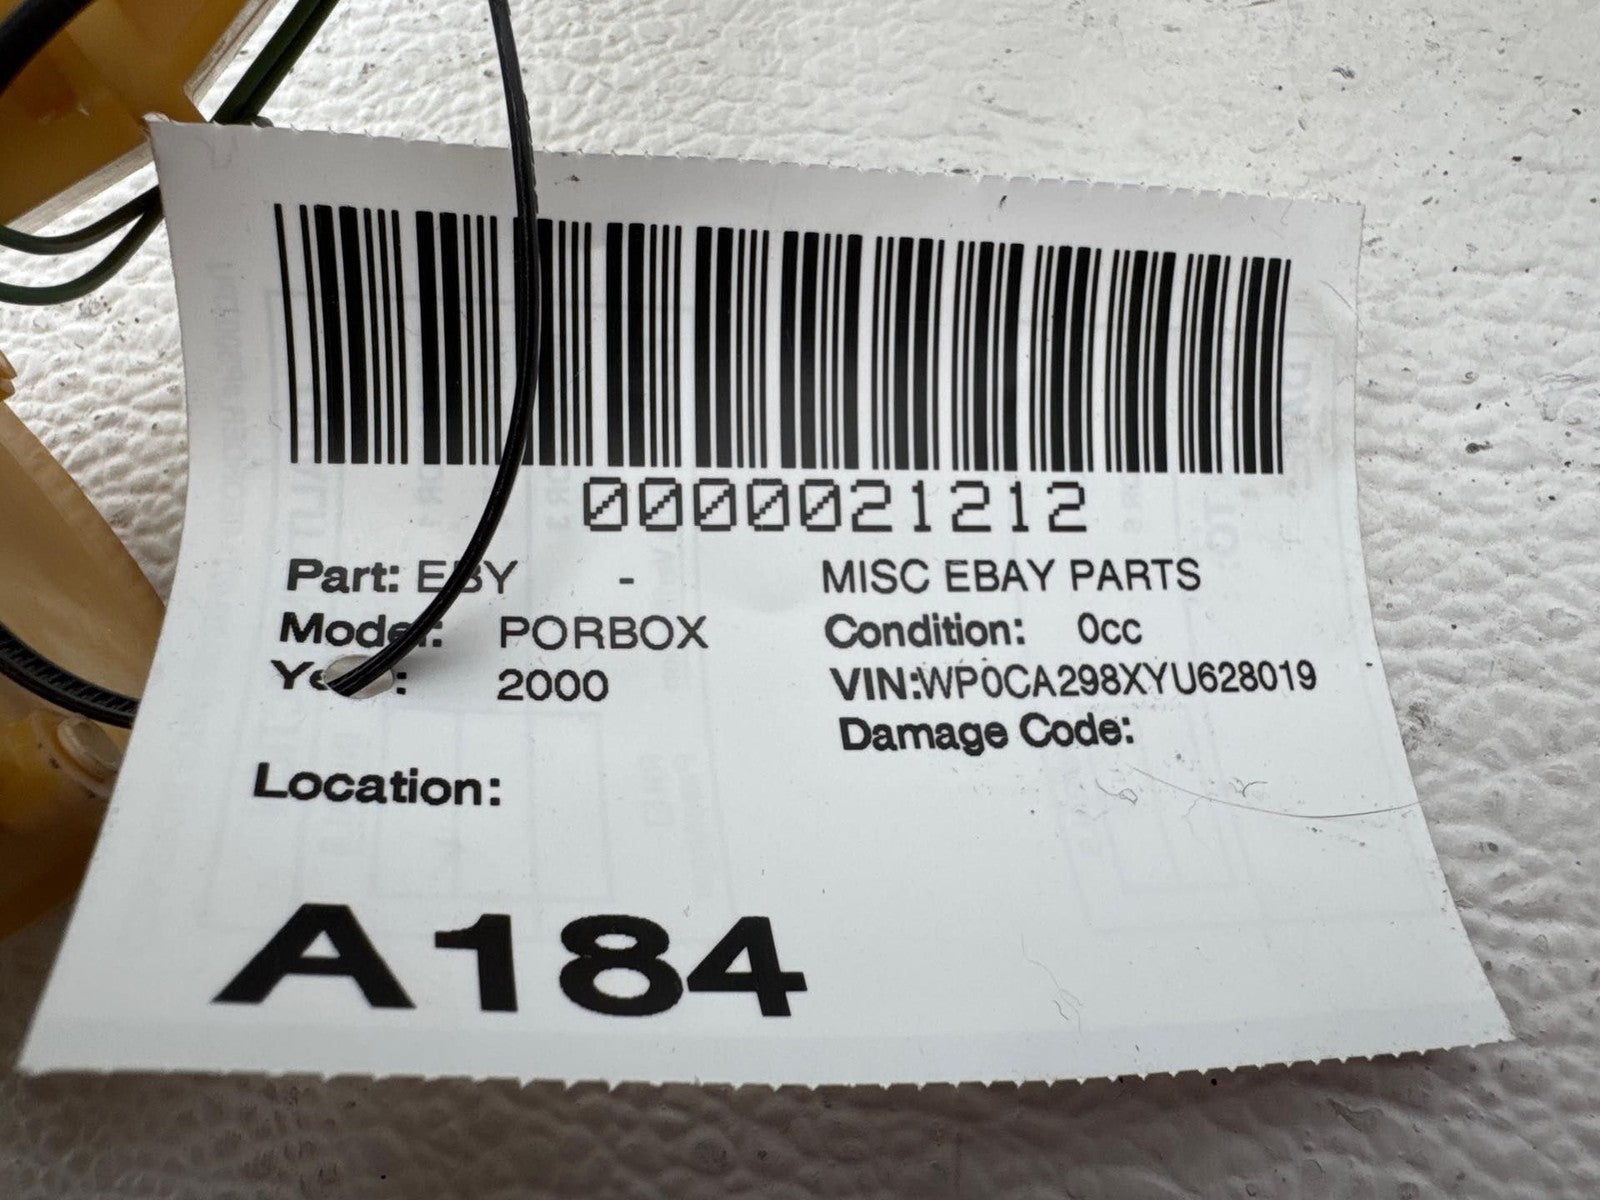 0000021212
Part: EBY - MISC EBAY PARTS
Model: PORBOX Condition: 0cc
Year: 2000 VIN:WP0CA298XYU628019
Damage Code:
Location:
A184